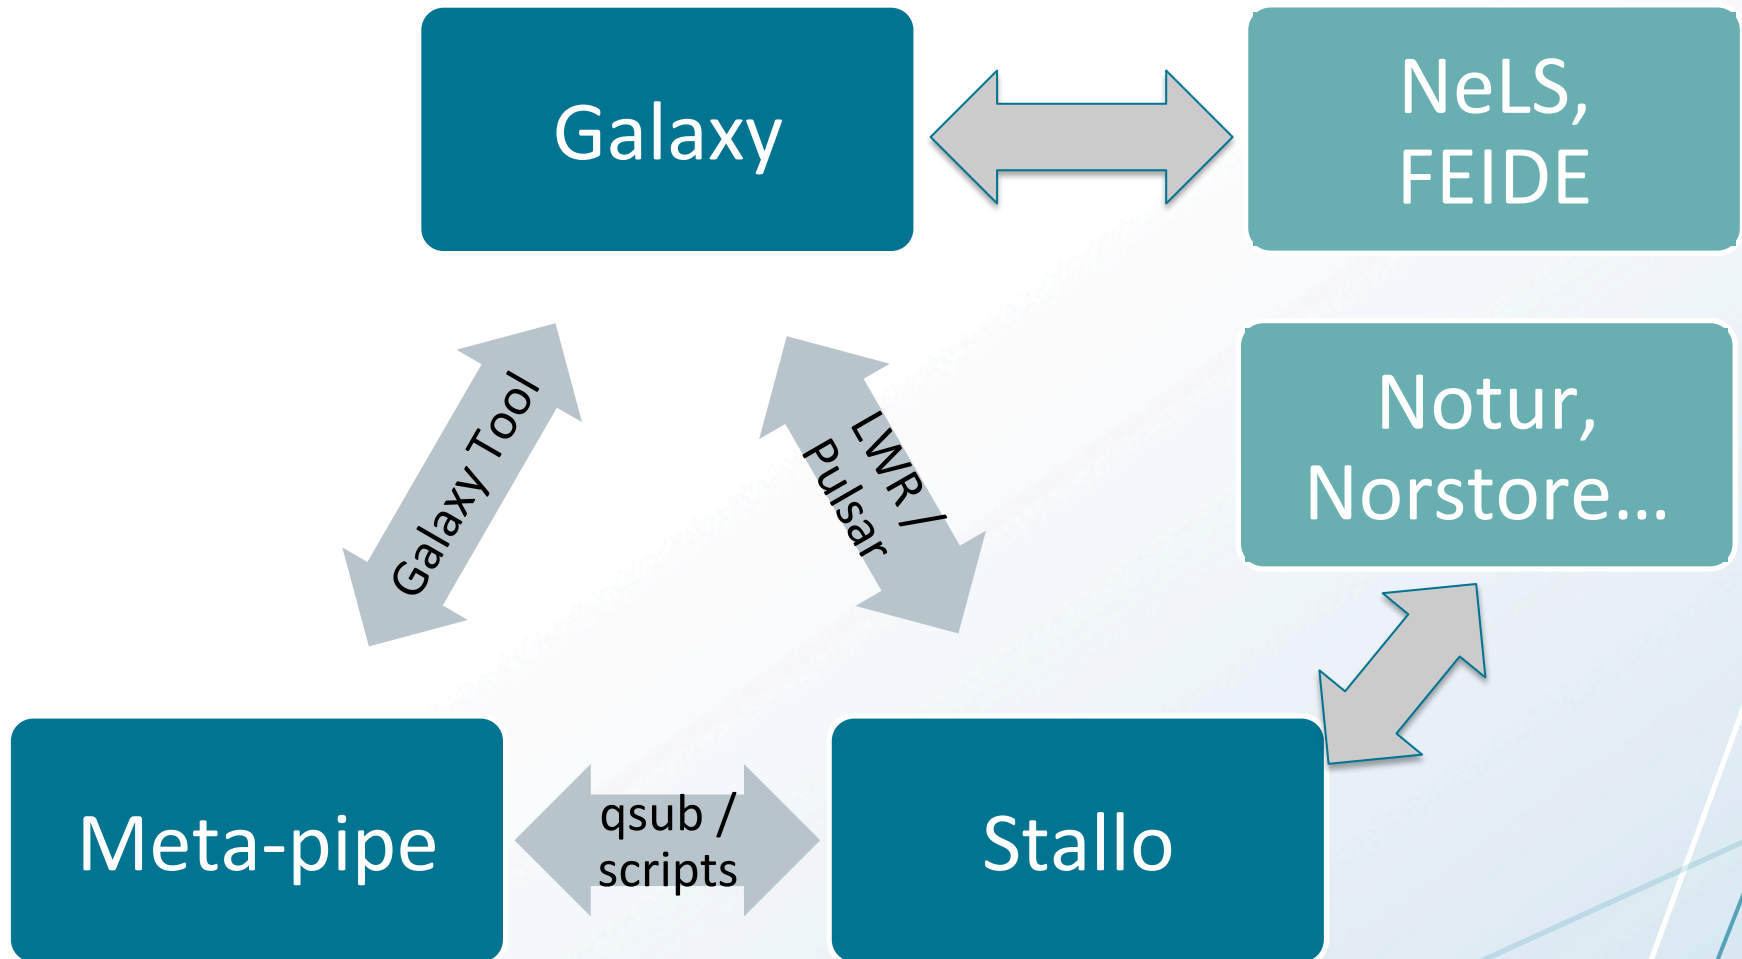 Galaxy
NeLS,
FEIDE
Galaxy Tool
LWR /
Pulsar
Notur,
Norstore...
Meta-pipe
qsub /
scripts
Stallo